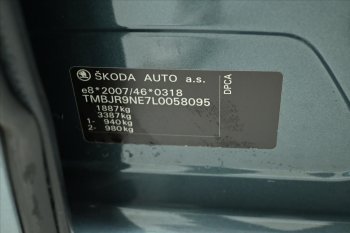 ŠKODA AUTO a.s.
e8*2007/46*0318
TMBJR9NE7L0058095
1887kg
3387kg
1- 940kg
2- 980kg
DPCA